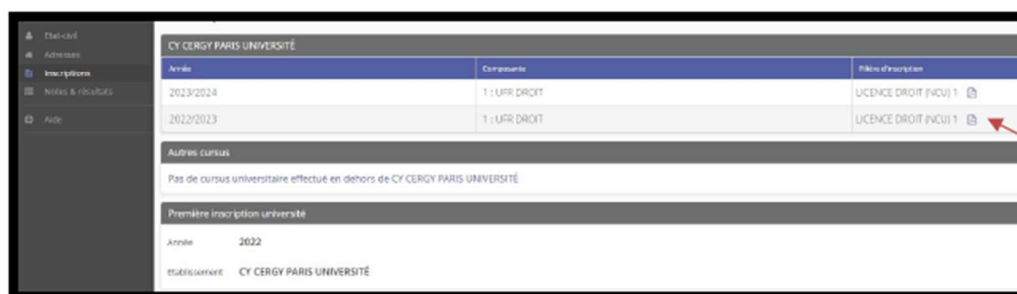 Etat-civil
Adresses
Inscriptions
Notes & résultats
Aide
CY CERGY PARIS UNIVERSITÉ
Année Composante Filière d'inscription
2023/2024 1 : UFR DROIT LICENCE DROIT (NCU) 1
2022/2023 1 : UFR DROIT LICENCE DROIT (NCU) 1
Autres cursus
Pas de cursus universitaire effectué en dehors de CY CERGY PARIS UNIVERSITÉ
Première inscription université
Année 2022
Etablissement CY CERGY PARIS UNIVERSITÉ